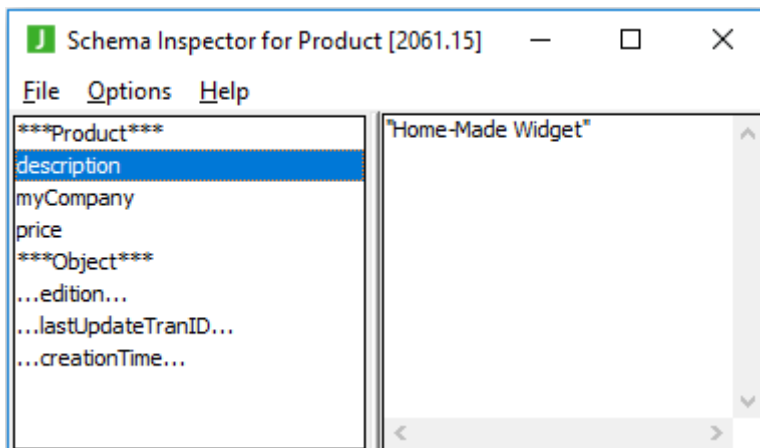 J Schema Inspector for Product [2061.15]
File Options Help
***Product***
description
myCompany
price
***Object***
...edition...
...lastUpdateTranID...
...creationTime...
"Home-Made Widget"